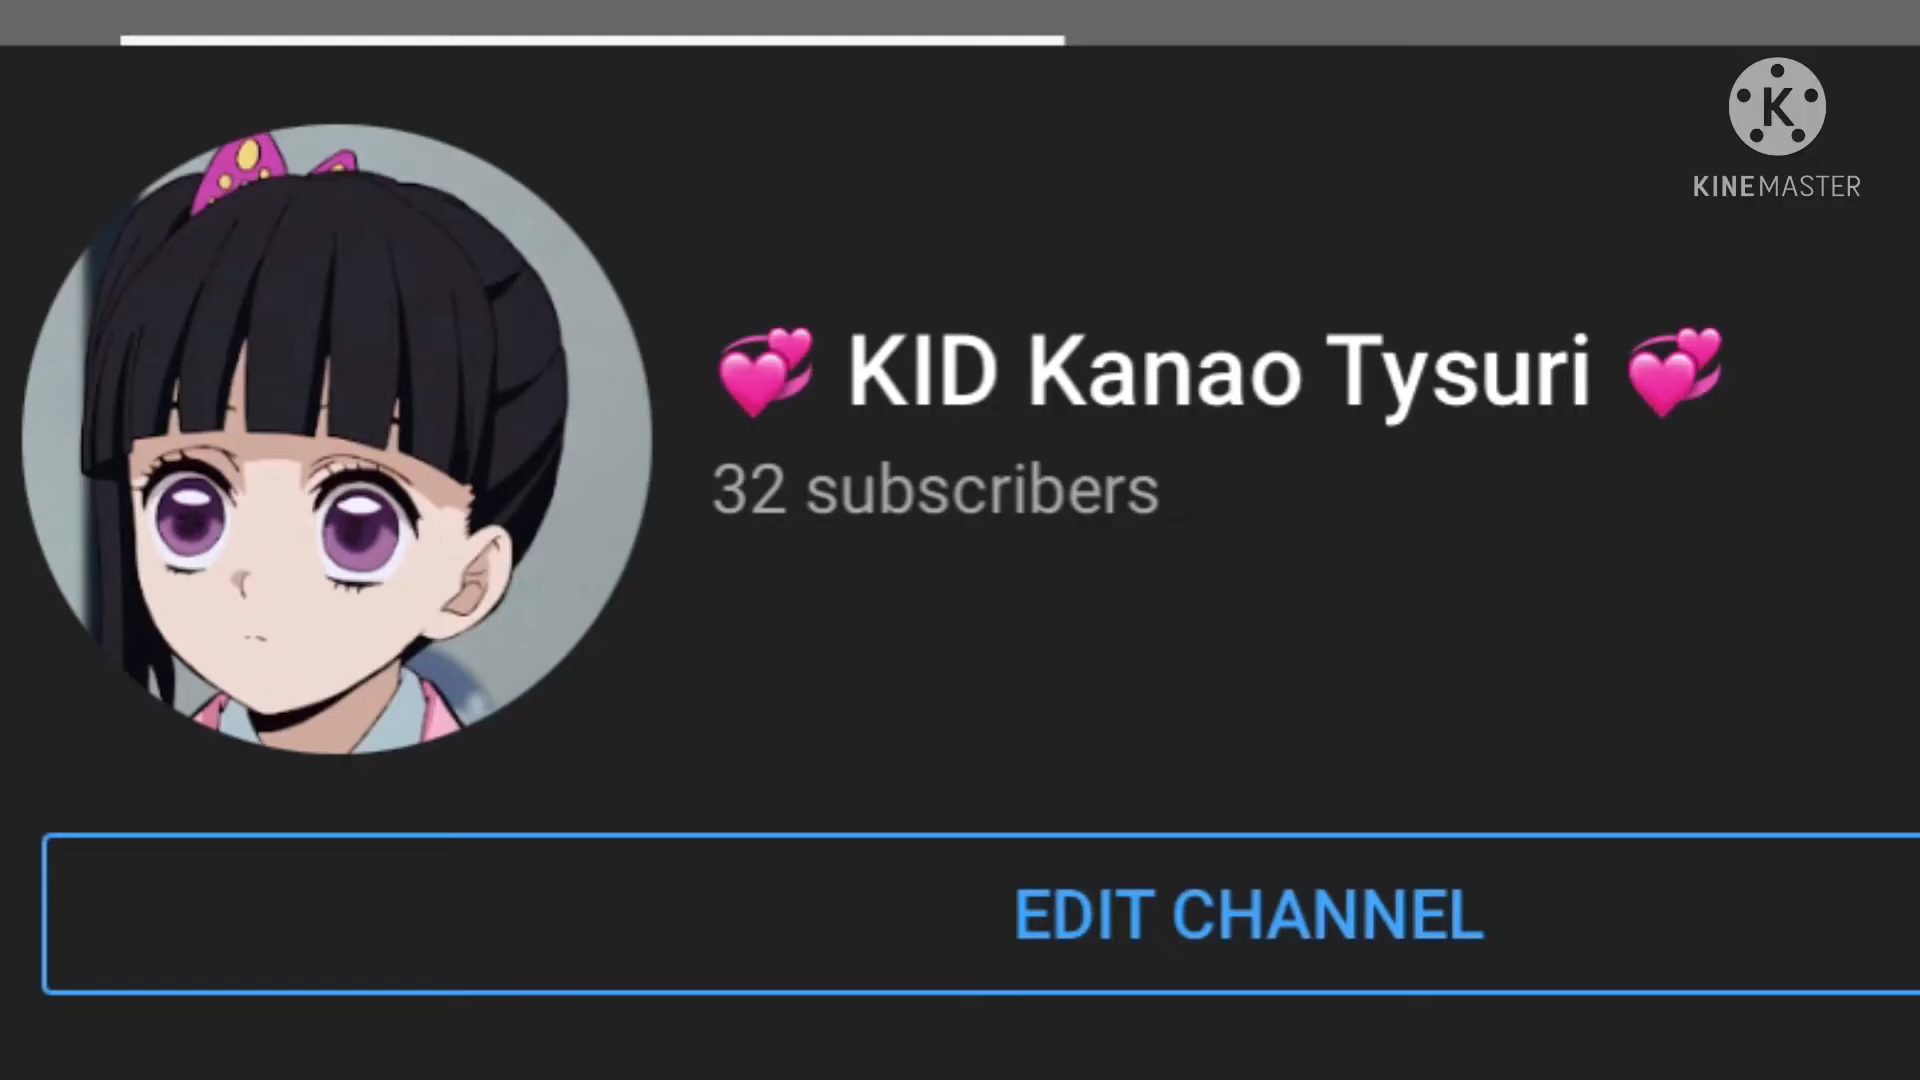 K
KINEMASTER
💞 KID Kanao Tysuri 💞
32 subscribers
EDIT CHANNEL